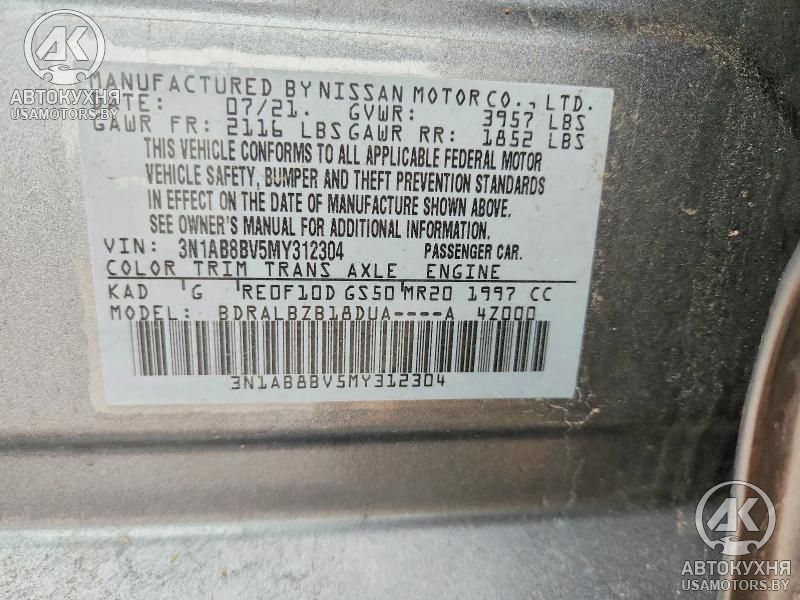 AK
АВТОКУХНЯ
USAMOTORS.BY
MANUFACTURED BY NISSAN MOTOR CO., LTD.
DATE: 07/21. GVWR: 3957 LBS
GAWR FR: 2116 LBS GAWR RR: 1852 LBS
THIS VEHICLE CONFORMS TO ALL APPLICABLE FEDERAL MOTOR
VEHICLE SAFETY, BUMPER AND THEFT PREVENTION STANDARDS
IN EFFECT ON THE DATE OF MANUFACTURE SHOWN ABOVE.
SEE OWNER'S MANUAL FOR ADDITIONAL INFORMATION.
VIN: 3N1AB8BV5MY312304 PASSENGER CAR.
COLOR TRIM TRANS AXLE ENGINE
KAD G RE0F10D GS50 MR20 1997 CC
MODEL: BDRALBZB18DUA----A 4Z000
3N1AB8BV5MY312304
AK
АВТОКУХНЯ
USAMOTORS.BY